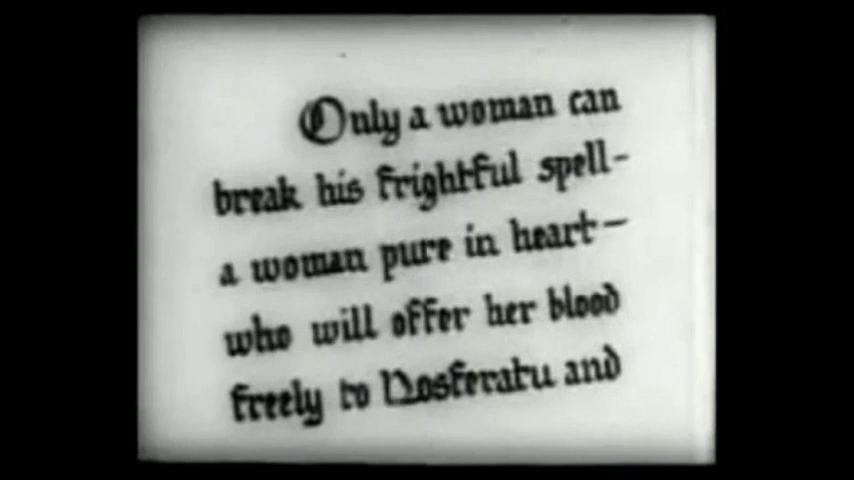 Only a woman can
break his frightful spell-
a woman pure in heart—
who will offer her blood
freely to Nosferatu and